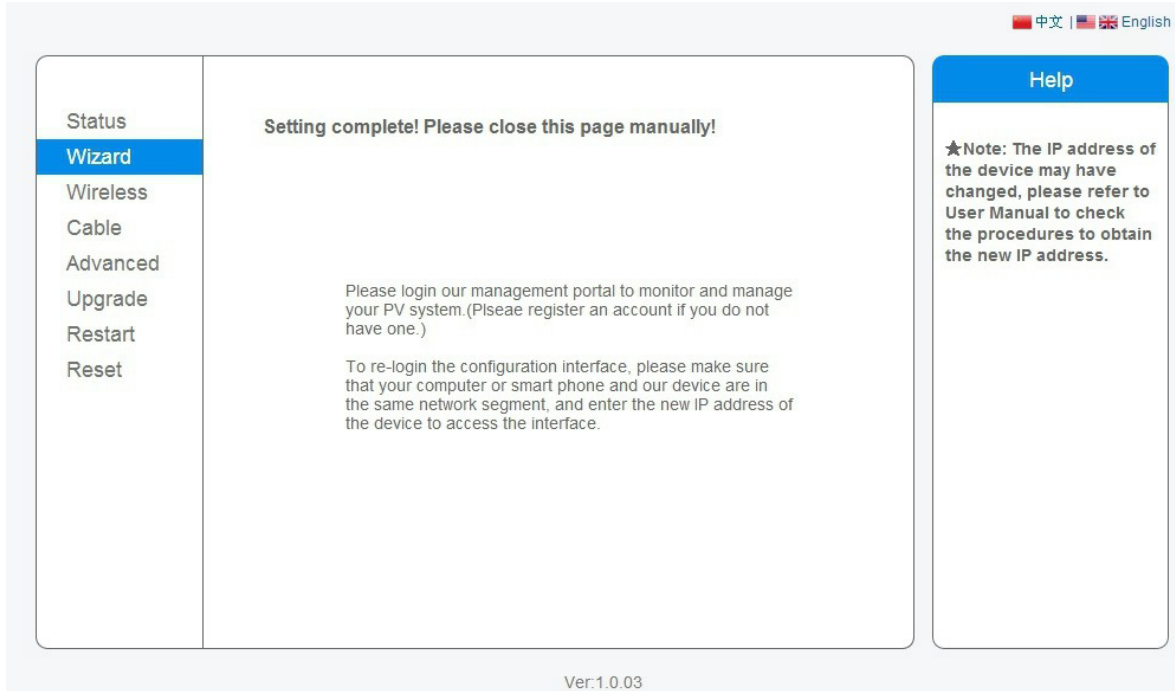 中文 | English
Status
Wizard
Wireless
Cable
Advanced
Upgrade
Restart
Reset
Setting complete! Please close this page manually!
Please login our management portal to monitor and manage
your PV system.(Plseae register an account if you do not
have one.)
To re-login the configuration interface, please make sure
that your computer or smart phone and our device are in
the same network segment, and enter the new IP address of
the device to access the interface.
Help
★Note: The IP address of
the device may have
changed, please refer to
User Manual to check
the procedures to obtain
the new IP address.
Ver:1.0.03